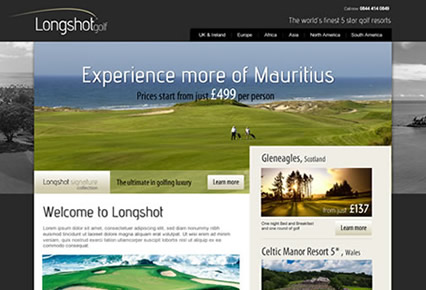 Call now: 0844 414 0849
Longshotgolf
The world's finest 5 star golf resorts
UK & Ireland Europe Africa Asia North America South America
Experience more of Mauritius
Prices start from just £499 per person
Longshot signature collection
The ultimate in golfing luxury
Learn more
Gleneagles, Scotland
from just £137
One night Bed and Breakfast
and one round of golf
Learn more
Celtic Manor Resort 5*, Wales
Welcome to Longshot
Lorem ipsum dolor sit amet, consectetuer
adipiscing elit, sed diam nonummy nibh
euismod tincidunt ut laoreet dolore magna
aliquam erat volutpat. Ut wisi enim ad minim
veniam, quis nostrud exerci tation ullamcorper
suscipit lobortis nisl ut aliquip ex ea
commodo consequat.